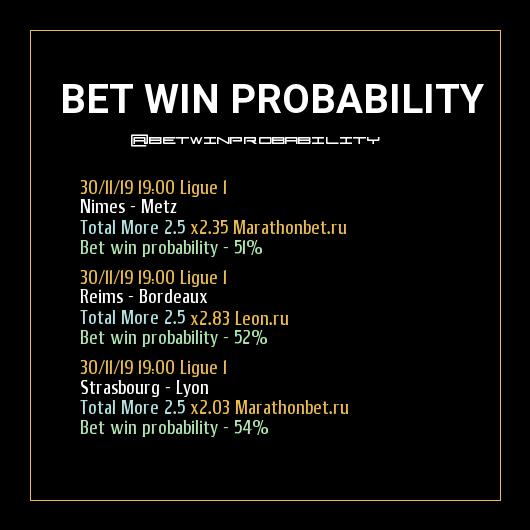 BET WIN PROBABILITY
@BETWINPROBABILITY
30/11/19 19:00 Ligue 1
Nimes - Metz
Total More 2.5 x2.35 Marathonbet.ru
Bet win probability - 51%
30/11/19 19:00 Ligue 1
Reims - Bordeaux
Total More 2.5 x2.83 Leon.ru
Bet win probability - 52%
30/11/19 19:00 Ligue 1
Strasbourg - Lyon
Total More 2.5 x2.03 Marathonbet.ru
Bet win probability - 54%